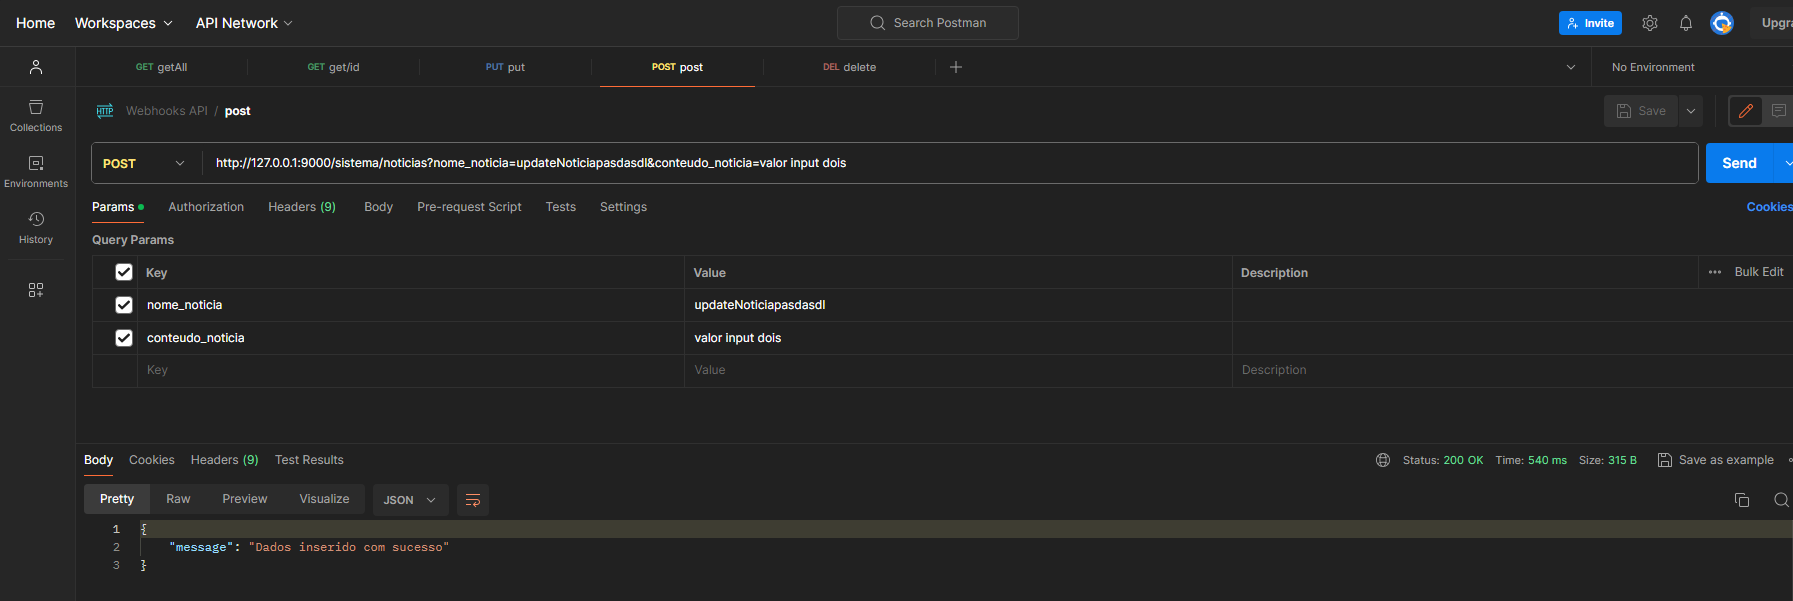 Home Workspaces API Network Search Postman Invite Upgra
GET getAll GET get/id PUT put POST post DEL delete No Environment
HTTP Webhooks API / post Save
Collections
POST http://127.0.0.1:9000/sistema/noticias?nome_noticia=updateNoticiapasdasdl&conteudo_noticia=valor input dois Send
Environments
Params Authorization Headers (9) Body Pre-request Script Tests Settings Cookies
History
Query Params
Key Value Description Bulk Edit
nome_noticia updateNoticiapasdasdl
conteudo_noticia valor input dois
Key Value Description
Body Cookies Headers (9) Test Results Status: 200 OK Time: 540 ms Size: 315 B Save as example
Pretty Raw Preview Visualize JSON
1 {
2 "message": "Dados inserido com sucesso"
3 }